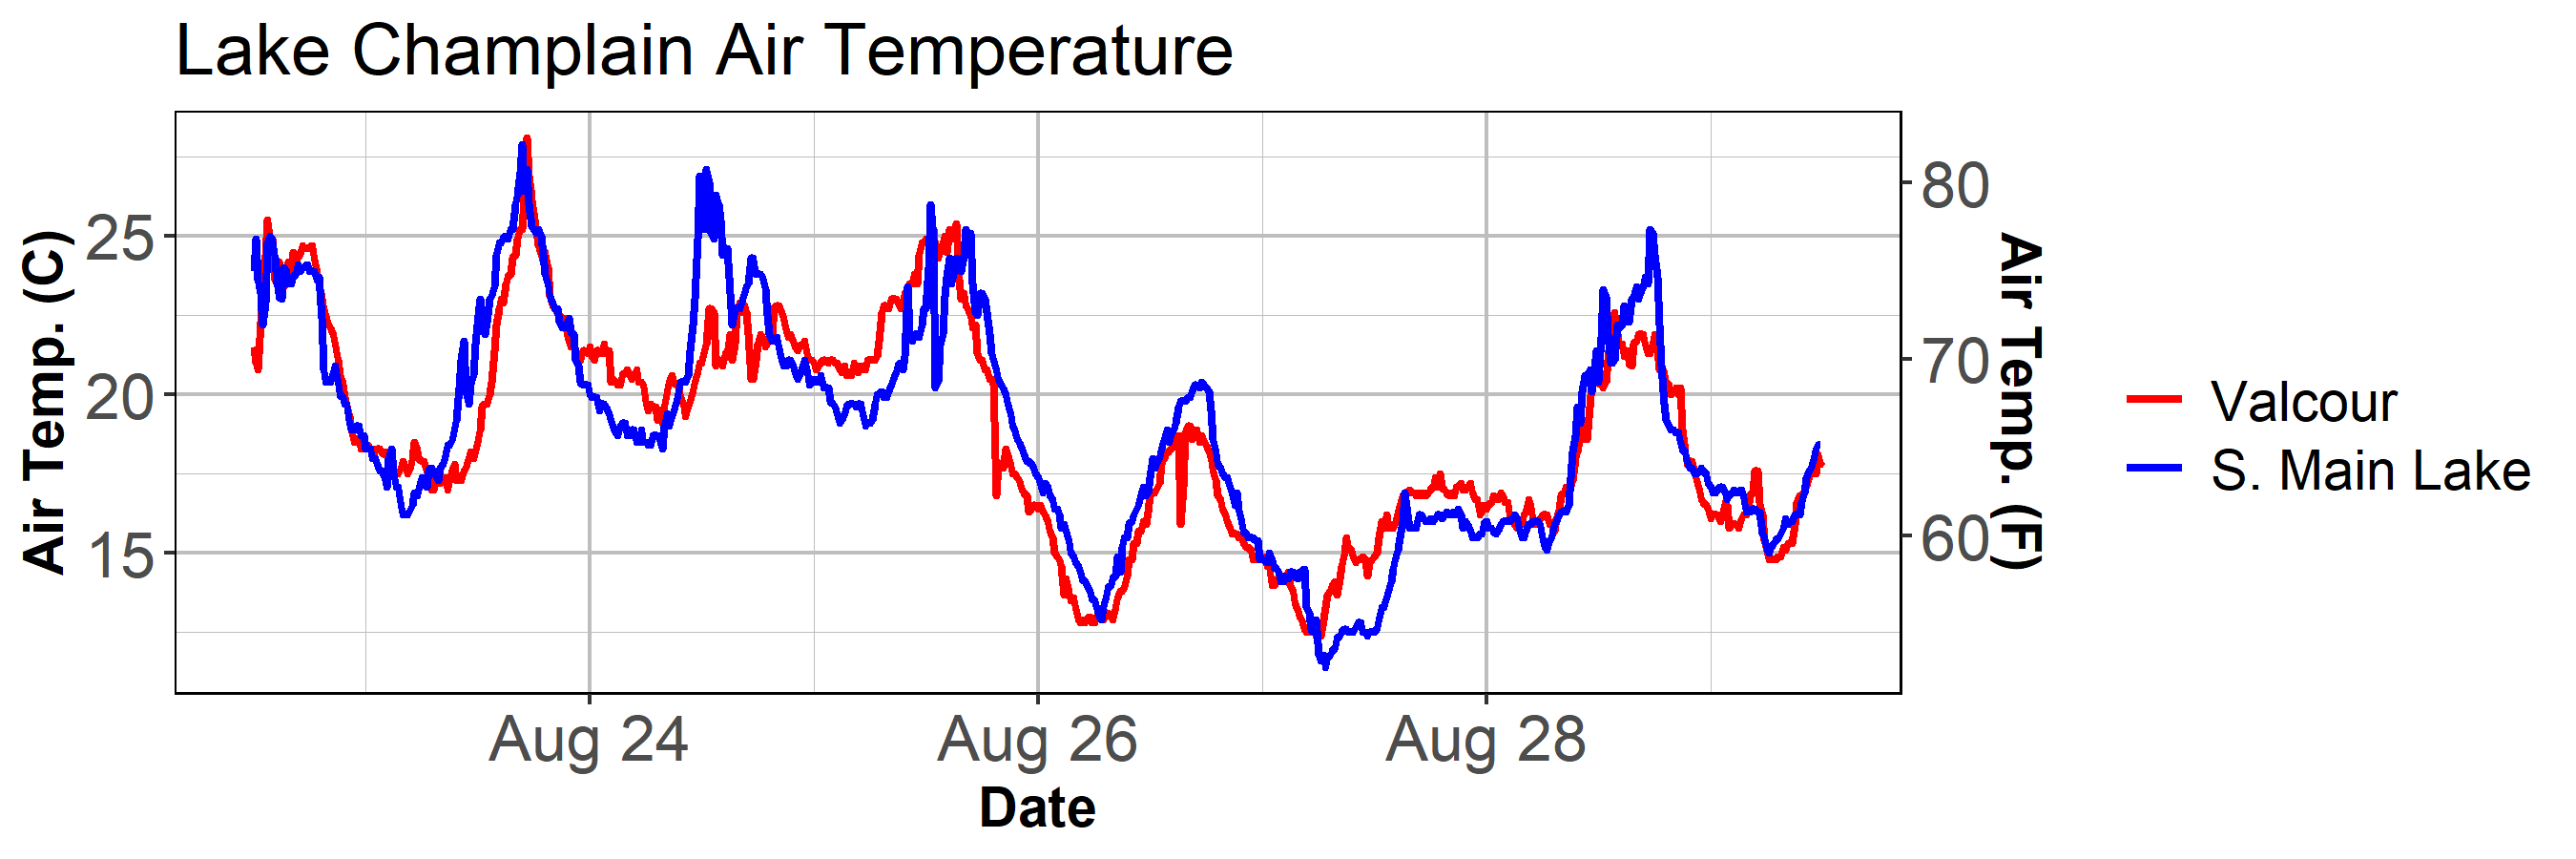 Lake Champlain Air Temperature
Air Temp. (C)
25
20
15
80
70
60
Air Temp. (F)
Aug 24
Aug 26
Aug 28
Date
Valcour
S. Main Lake